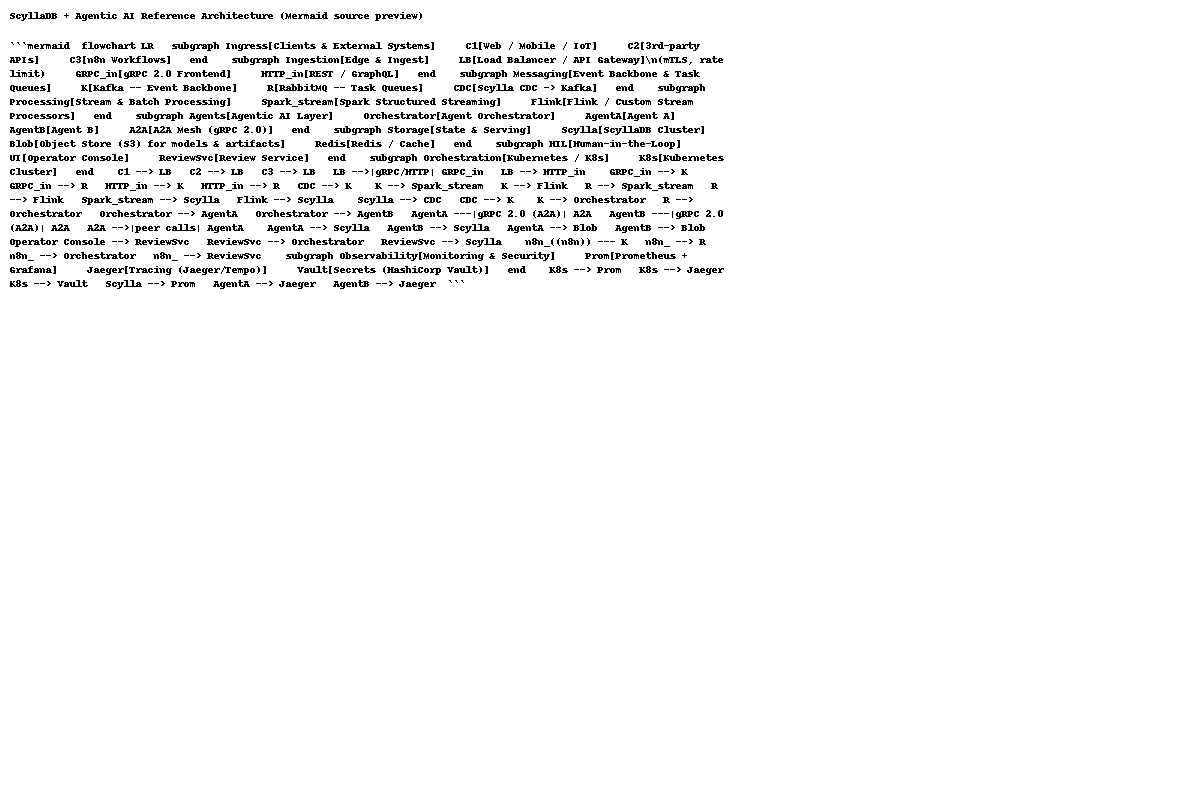 ScyllaDB + Agentic AI Reference Architecture (Mermaid source preview)
```mermaid  flowchart LR   subgraph Ingress[Clients & External Systems]     C1[Web / Mobile / IoT]     C2[3rd-party
APIs]     C3[n8n Workflows]   end    subgraph Ingestion[Edge & Ingest]     LB[Load Balancer / API Gateway]\n(mTLS, rate
limit)     GRPC_in[gRPC 2.0 Frontend]     HTTP_in[REST / GraphQL]   end    subgraph Messaging[Event Backbone & Task
Queues]     K[Kafka -- Event Backbone]     R[RabbitMQ -- Task Queues]     CDC[Scylla CDC -> Kafka]   end    subgraph
Processing[Stream & Batch Processing]     Spark_stream[Spark Structured Streaming]     Flink[Flink / Custom Stream
Processors]   end    subgraph Agents[Agentic AI Layer]     Orchestrator[Agent Orchestrator]     AgentA[Agent A]
AgentB[Agent B]     A2A[A2A Mesh (gRPC 2.0)]   end    subgraph Storage[State & Serving]     Scylla[ScyllaDB Cluster]
Blob[Object Store (S3) for models & artifacts]     Redis[Redis / Cache]   end    subgraph HIL[Human-in-the-Loop]
UI[Operator Console]     ReviewSvc[Review Service]   end    subgraph Orchestration[Kubernetes / K8s]     K8s[Kubernetes
Cluster]   end    C1 --> LB   C2 --> LB   C3 --> LB   LB -->|gRPC/HTTP| GRPC_in   LB --> HTTP_in    GRPC_in --> K
GRPC_in --> R   HTTP_in --> K   HTTP_in --> R   CDC --> K    K --> Spark_stream   K --> Flink   R --> Spark_stream   R
--> Flink   Spark_stream --> Scylla   Flink --> Scylla    Scylla --> CDC   CDC --> K    K --> Orchestrator   R -->
Orchestrator   Orchestrator --> AgentA   Orchestrator --> AgentB   AgentA ---|gRPC 2.0 (A2A)| A2A   AgentB ---|gRPC 2.0
(A2A)| A2A   A2A -->|peer calls| AgentA    AgentA --> Scylla   AgentB --> Scylla   AgentA --> Blob   AgentB --> Blob
Operator Console --> ReviewSvc   ReviewSvc --> Orchestrator   ReviewSvc --> Scylla    n8n_((n8n)) --- K   n8n_ --> R
n8n_ --> Orchestrator   n8n_ --> ReviewSvc    subgraph Observability[Monitoring & Security]     Prom[Prometheus +
Grafana]     Jaeger[Tracing (Jaeger/Tempo)]     Vault[Secrets (HashiCorp Vault)]   end    K8s --> Prom   K8s --> Jaeger
K8s --> Vault   Scylla --> Prom   AgentA --> Jaeger   AgentB --> Jaeger  ```